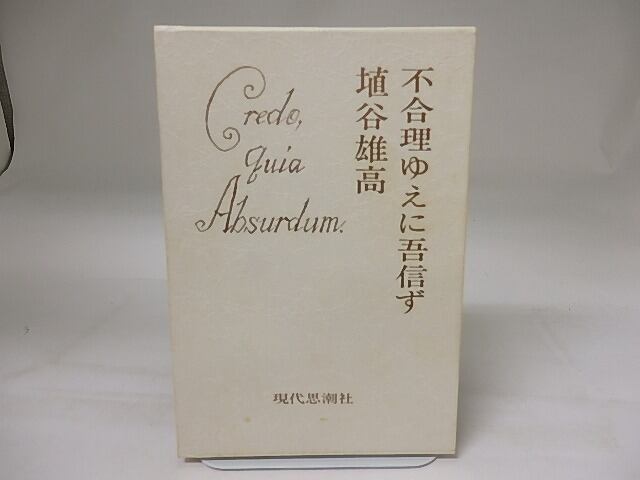 不合理ゆえに吾信ず
埴谷雄高
Credo,
quia
Absurdum.
現代思潮社